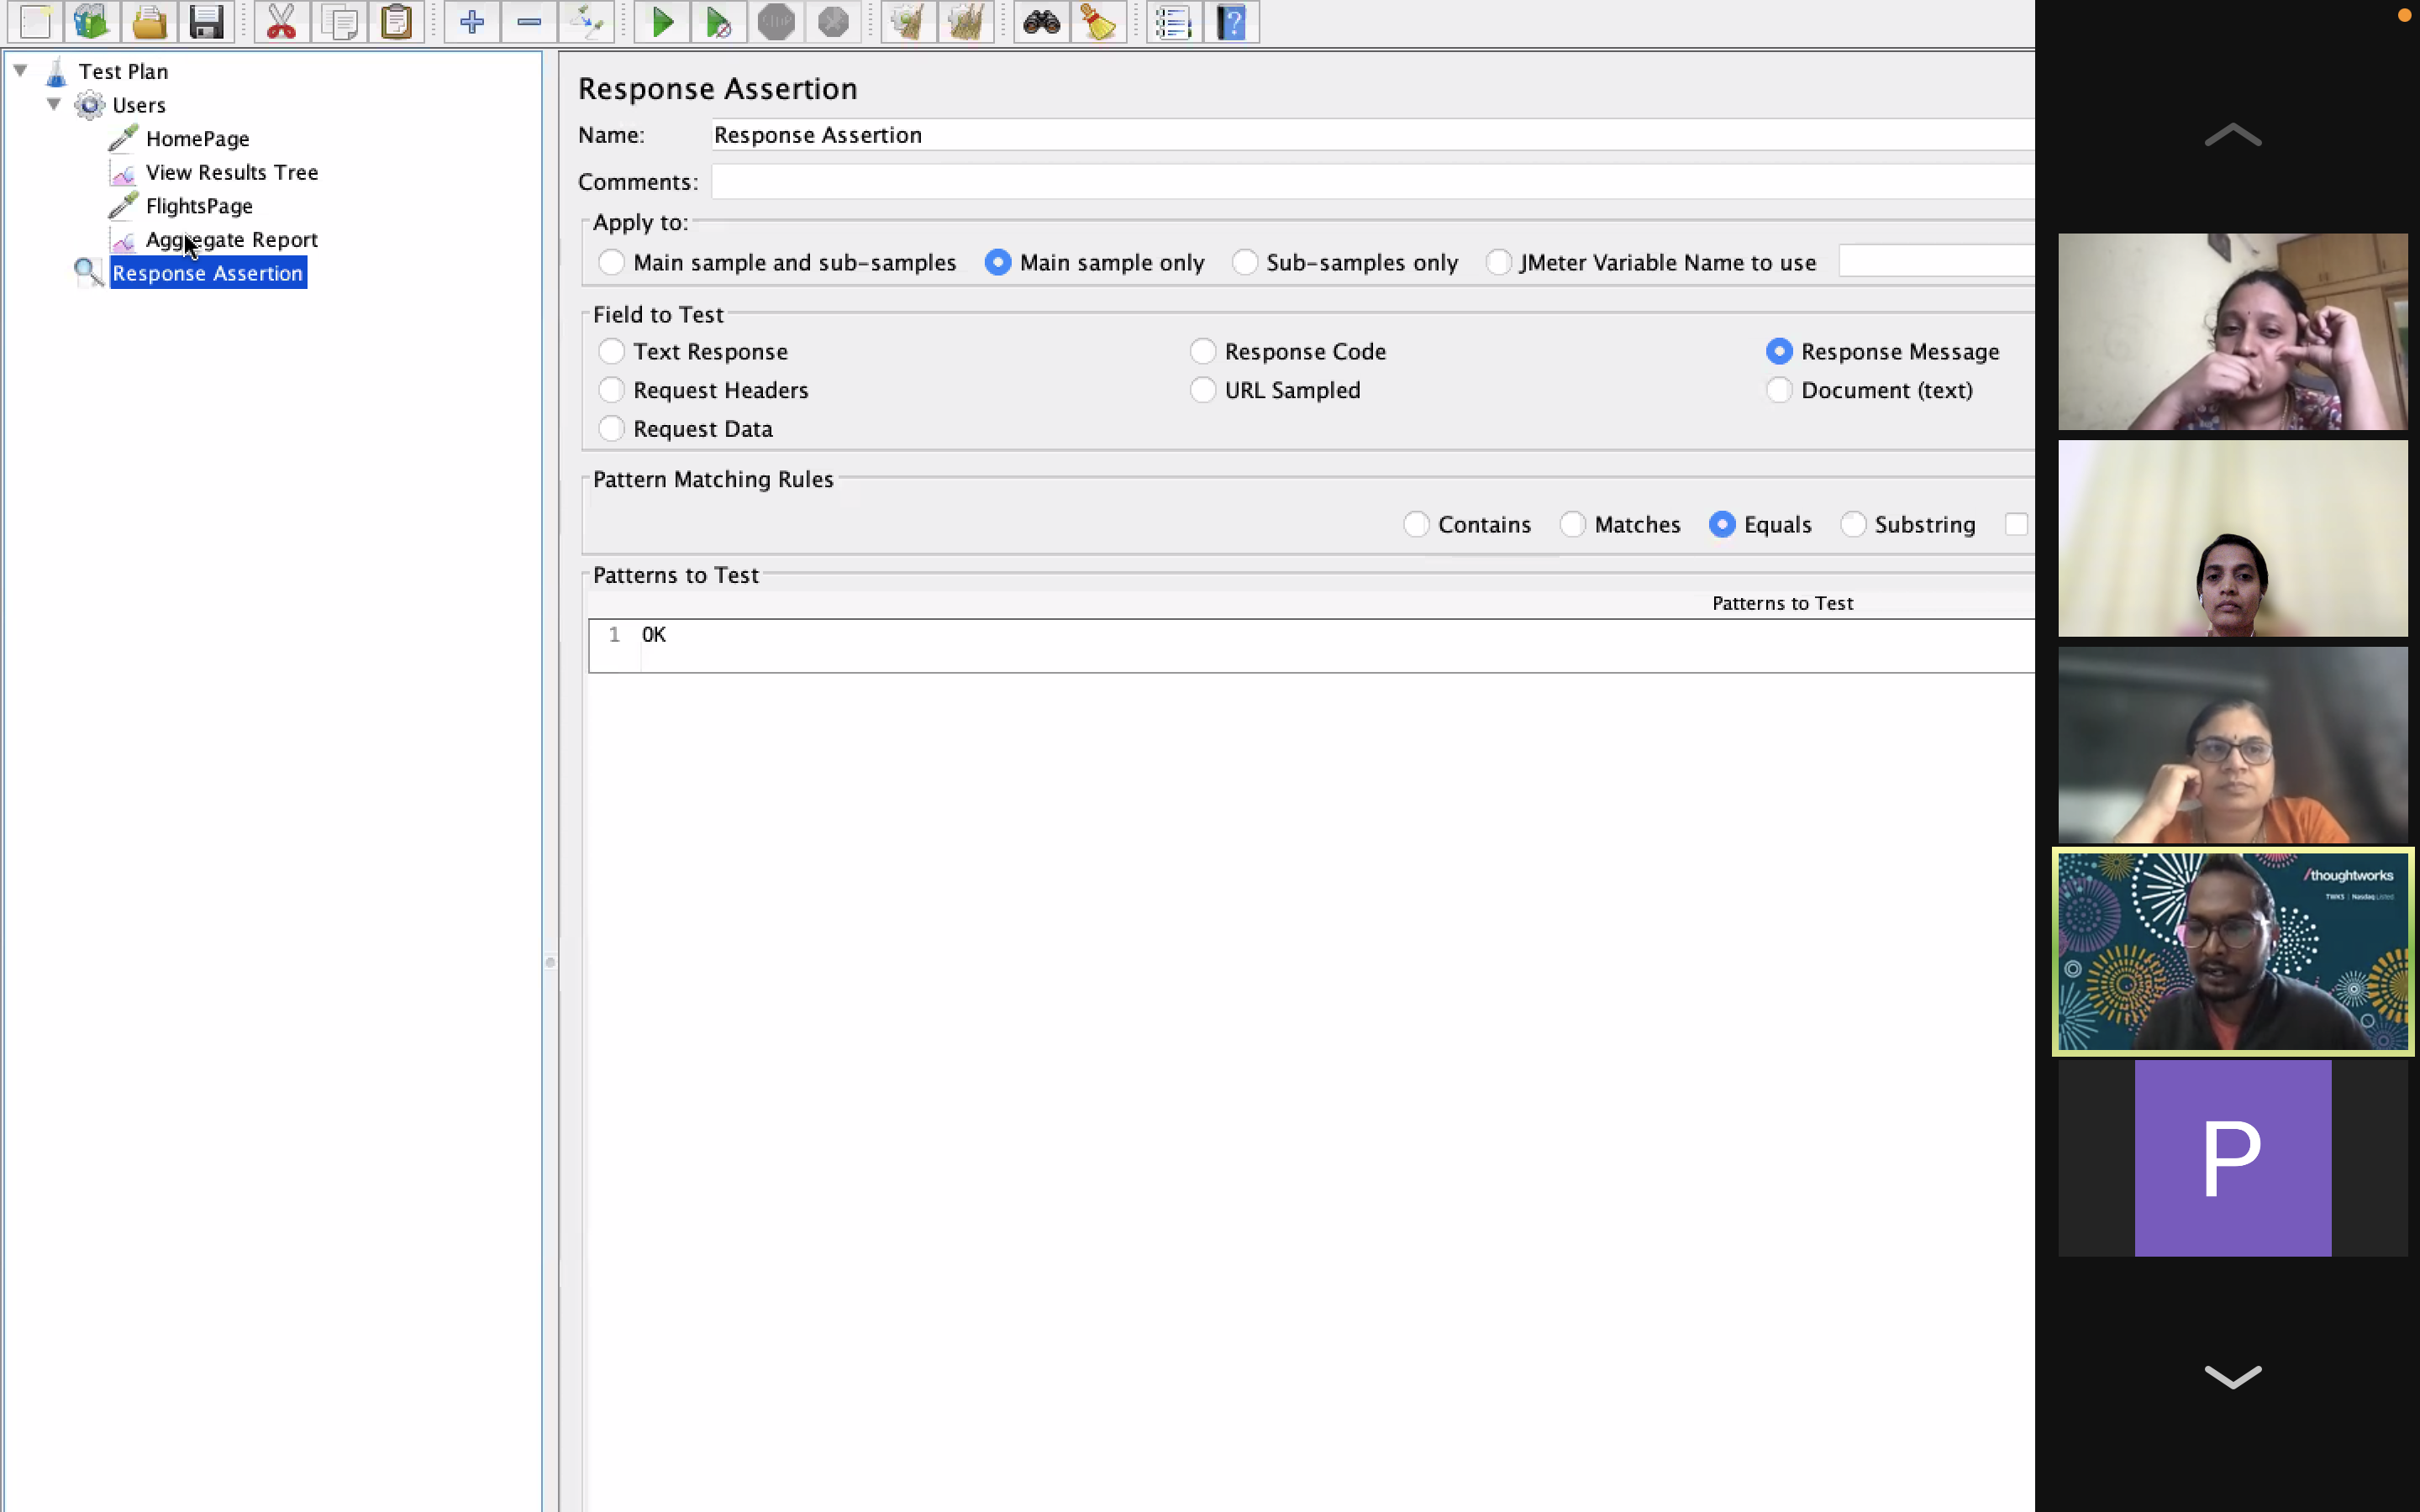 Test Plan
Users
HomePage
View Results Tree
FlightsPage
Aggregate Report
Response Assertion
Response Assertion
Name: Response Assertion
Comments:
Apply to:
Main sample and sub-samples Main sample only Sub-samples only JMeter Variable Name to use
Field to Test
Text Response Response Code Response Message
Request Headers URL Sampled Document (text)
Request Data
Pattern Matching Rules
Contains Matches Equals Substring
Patterns to Test
Patterns to Test
1 OK
/thoughtworks
TWKS | Nasdaq Listed
P